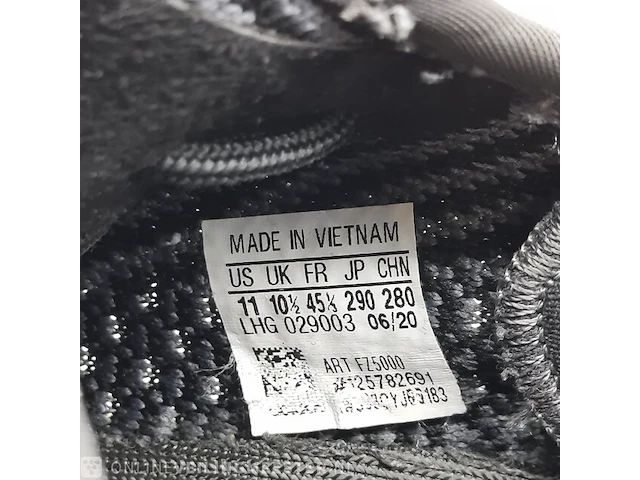 MADE IN VIETNAM
US UK FR JP CHN
11 10½ 45⅓ 290 280
LHG 029003 06/20
ART FZ5000
125782691